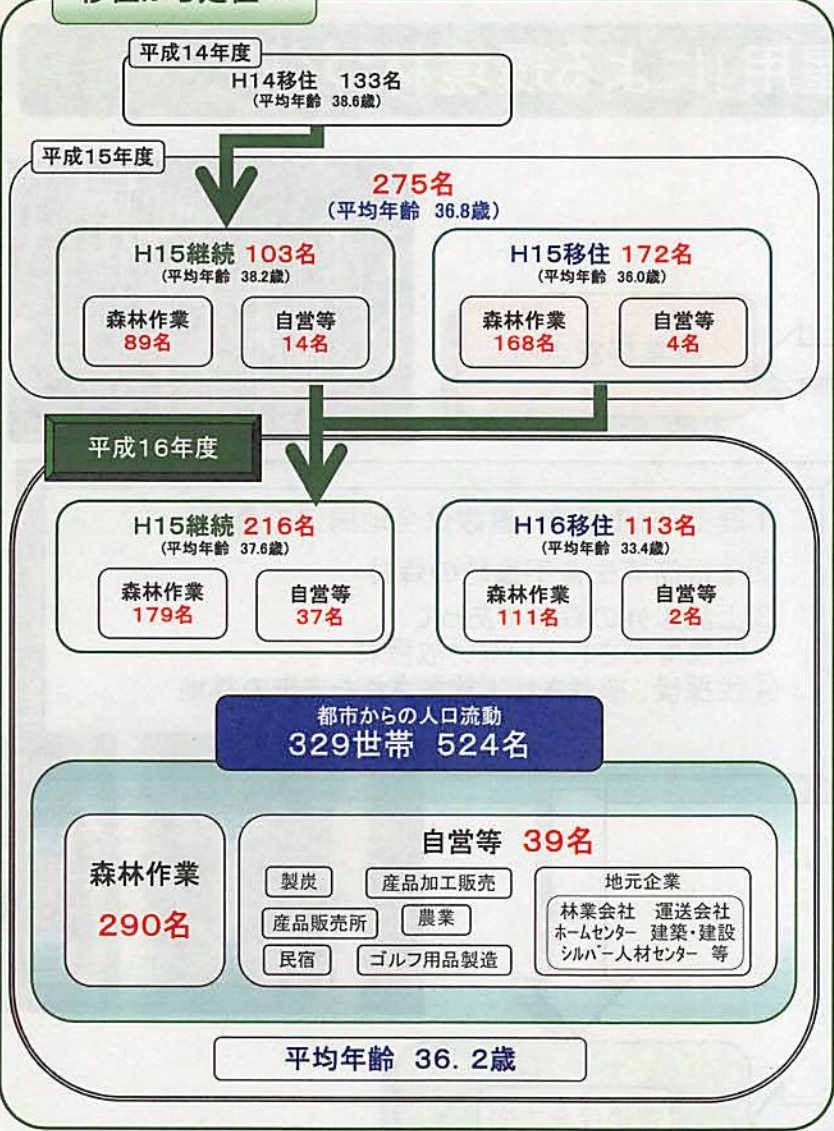 平成14年度
H14移住 133名
(平均年齢 38.6歳)
平成15年度
275名
(平均年齢 36.8歳)
H15継続 103名
(平均年齢 38.2歳)
森林作業
89名
自営等
14名
H15移住 172名
(平均年齢 36.0歳)
森林作業
168名
自営等
4名
平成16年度
H15継続 216名
(平均年齢 37.6歳)
森林作業
179名
自営等
37名
H16移住 113名
(平均年齢 33.4歳)
森林作業
111名
自営等
2名
都市からの人口流動
329世帯 524名
森林作業
290名
自営等 39名
製炭
産品加工販売
産品販売所
農業
民宿
ゴルフ用品製造
地元企業
林業会社 運送会社
ホームセンター 建築・建設
シルバー人材センター 等
平均年齢 36.2歳